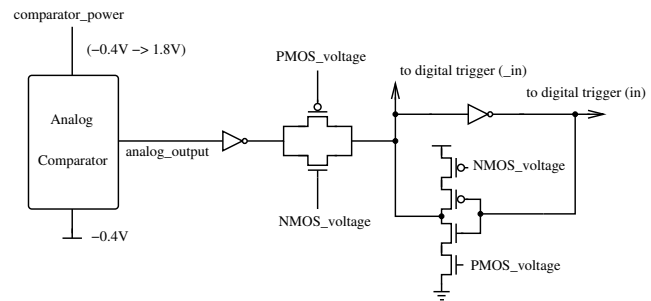 comparator_power
(−0.4V −> 1.8V)
PMOS_voltage
to digital trigger (_in)
to digital trigger (in)
Analog
Comparator
analog_output
NMOS_voltage
NMOS_voltage
−0.4V
PMOS_voltage